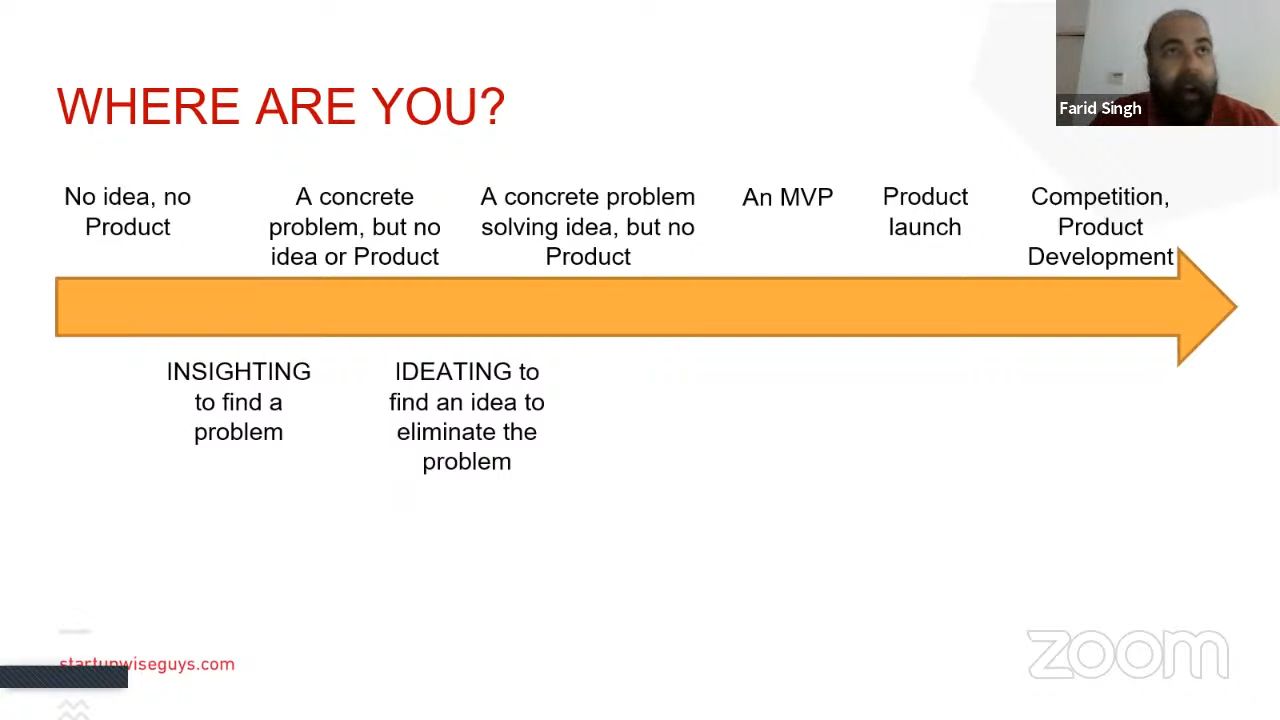 WHERE ARE YOU?
Farid Singh
No idea, no
Product
A concrete
problem, but no
idea or Product
A concrete problem
solving idea, but no
Product
An MVP
Product
launch
Competition,
Product
Development
INSIGHTING
to find a
problem
IDEATING to
find an idea to
eliminate the
problem
startupwiseguys.com
zoom